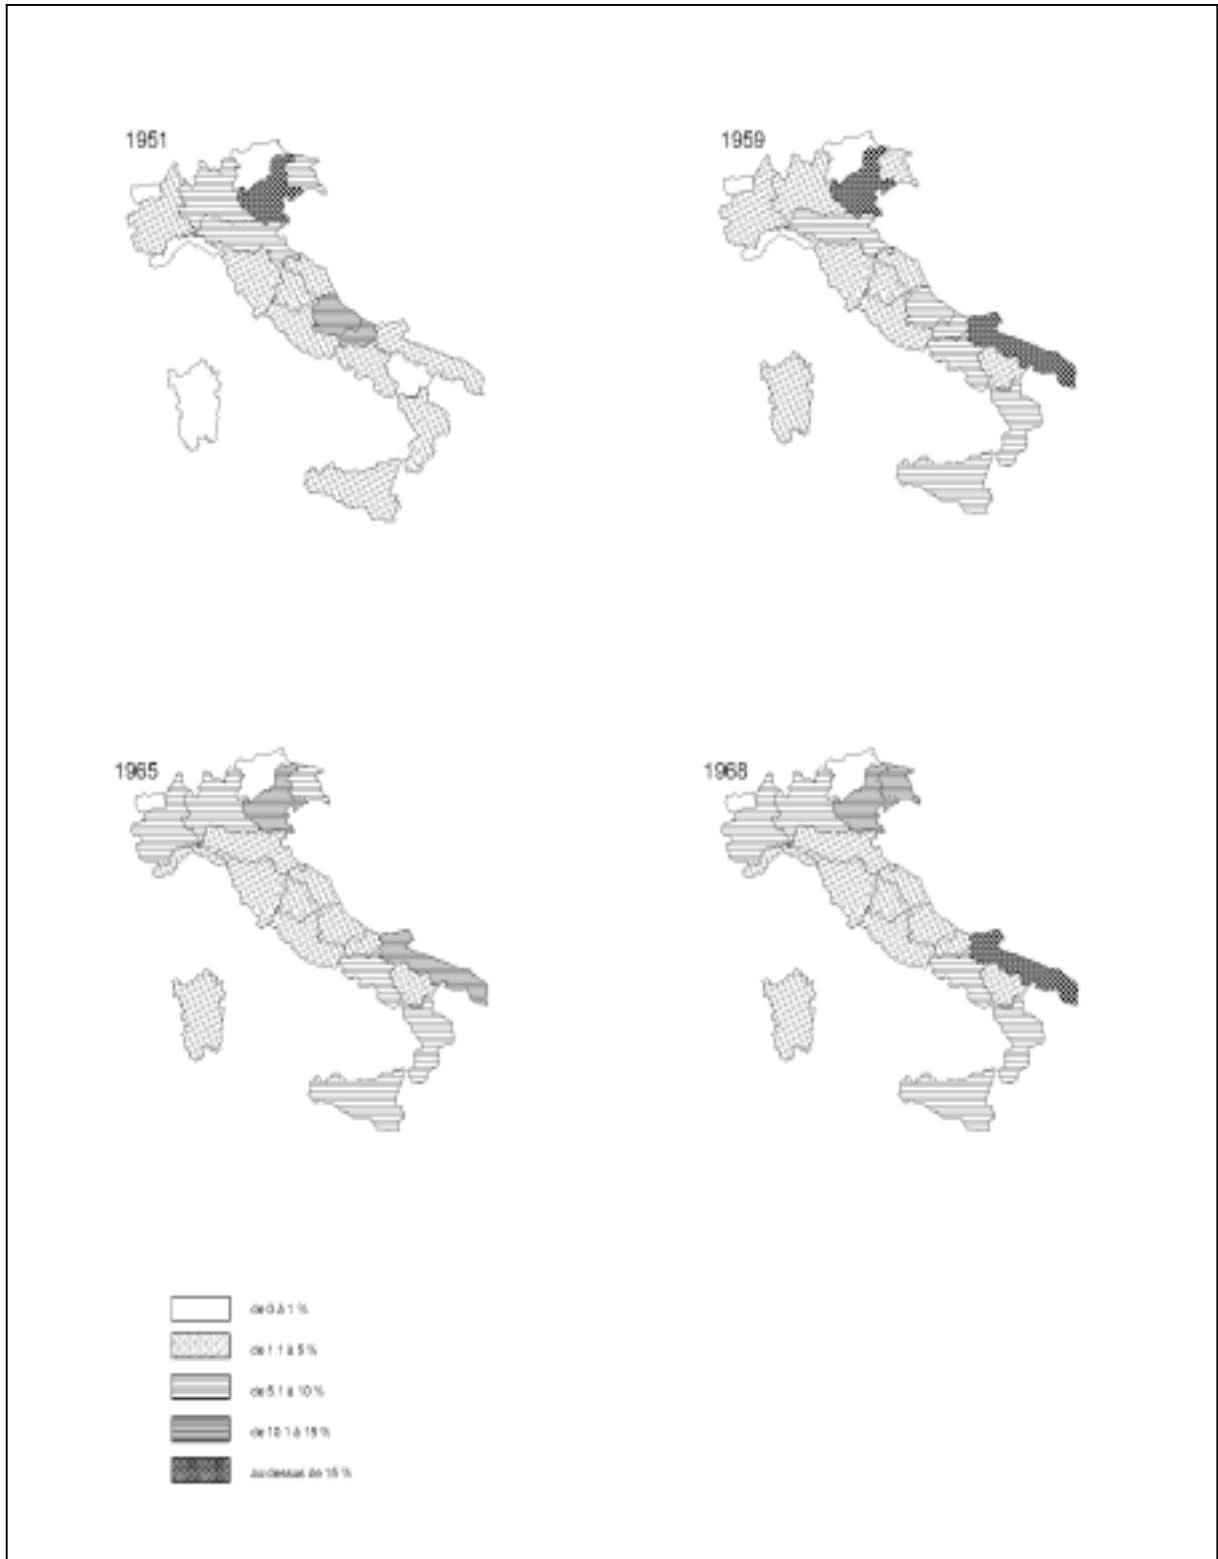 1951
1959
1965
1968
de 0 à 1 %
de 1.1 à 5 %
de 5.1 à 10 %
de 10.1 à 15 %
au dessus de 15 %